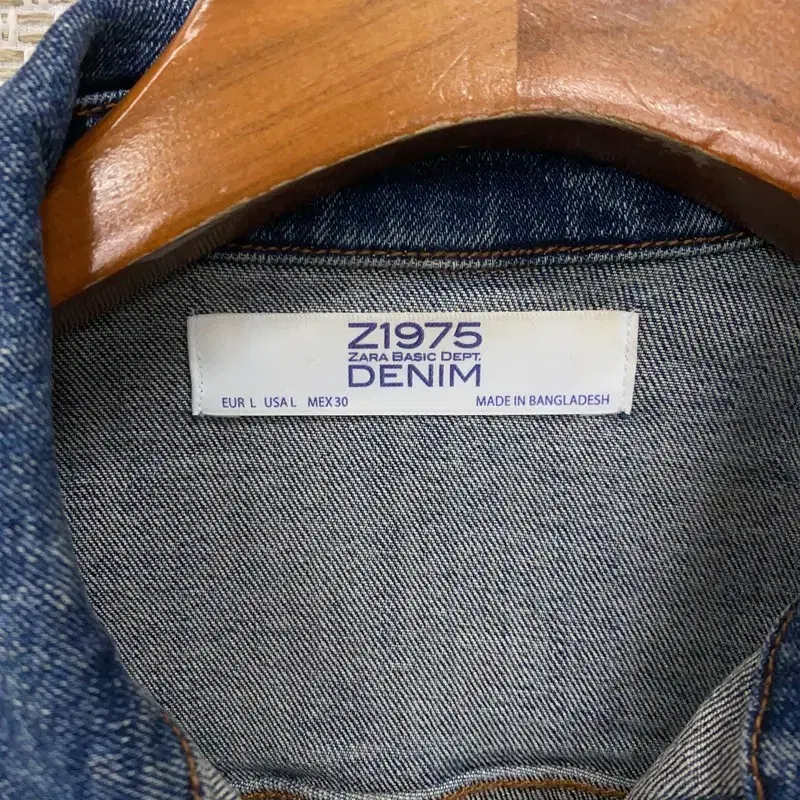 Z1975
ZARA BASIC DEPT.
DENIM
EUR L USA L MEX 30 MADE IN BANGLADESH